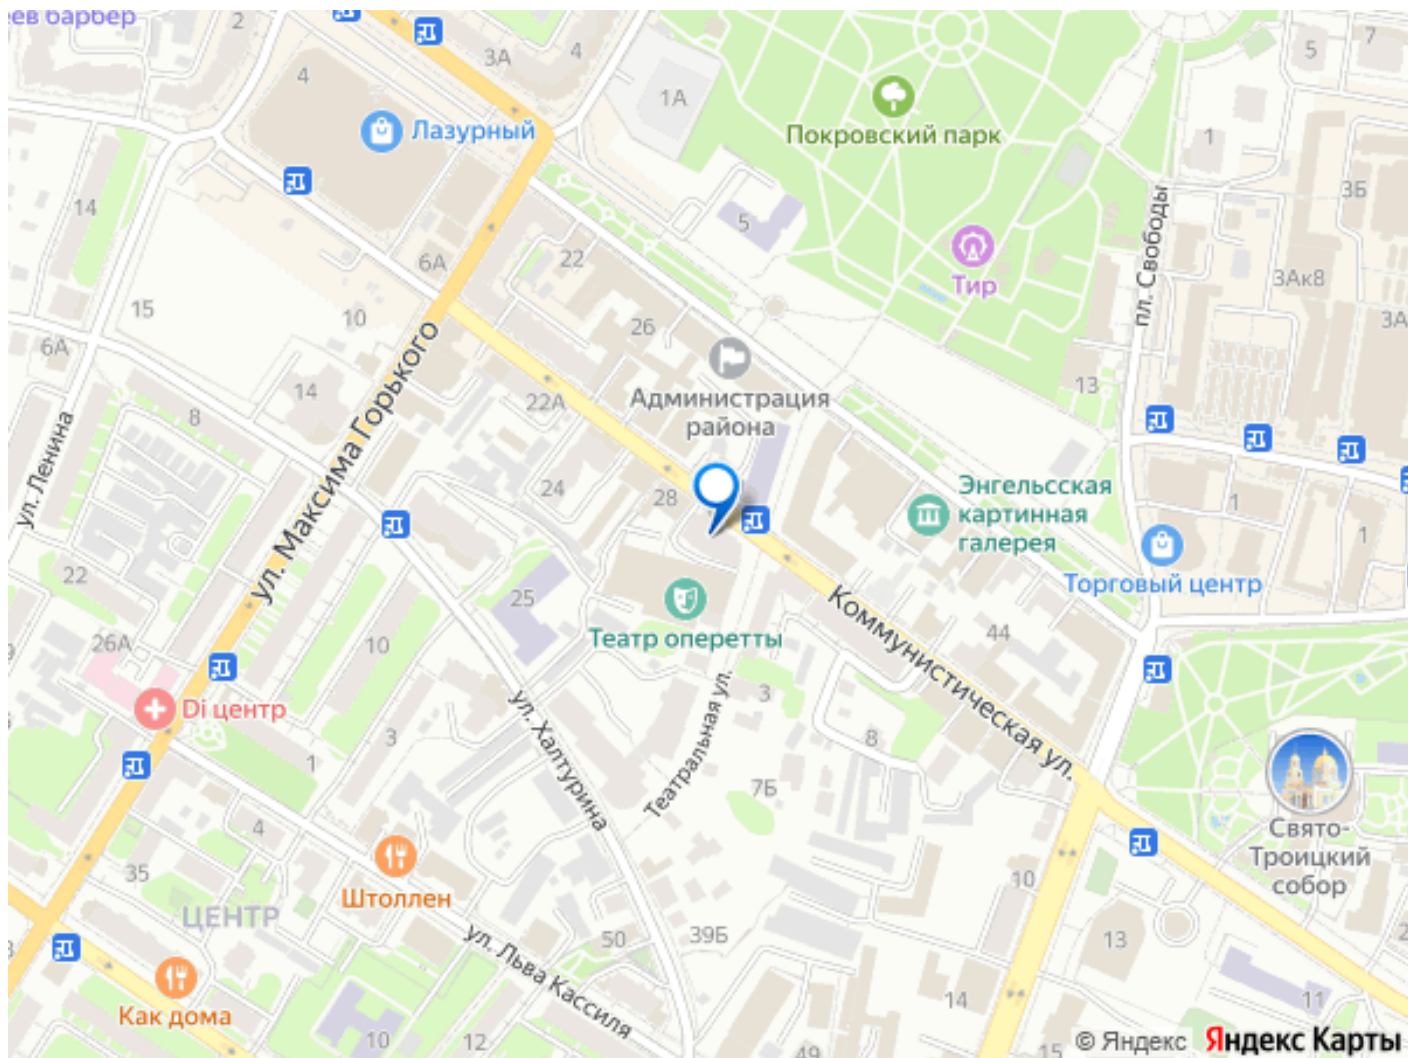 ев барбер
2
3А
4
4
Лазурный
1А
Покровский парк
5
7
1
3Б
14
5
22
6А
Тир
пл. Свободы
3Ак8
3А
15
10
26
6А
14
Администрация
района
13
22А
8
ул. Ленина
ул. Максима Горького
24
28
Энгельсская
картинная
галерея
1
1
22
25
Театр оперетты
Торговый центр
26А
10
44
Коммунистическая ул.
3
Di центр
ул. Халтурина
3
8
1
Театральная ул.
7Б
4
35
Штоллен
Свято-
Троицкий
собор
10
ЦЕНТР
50
39Б
13
ул. Льва Кассиля
Как дома
10
12
14
11
49
15
© Яндекс Яндекс Карты